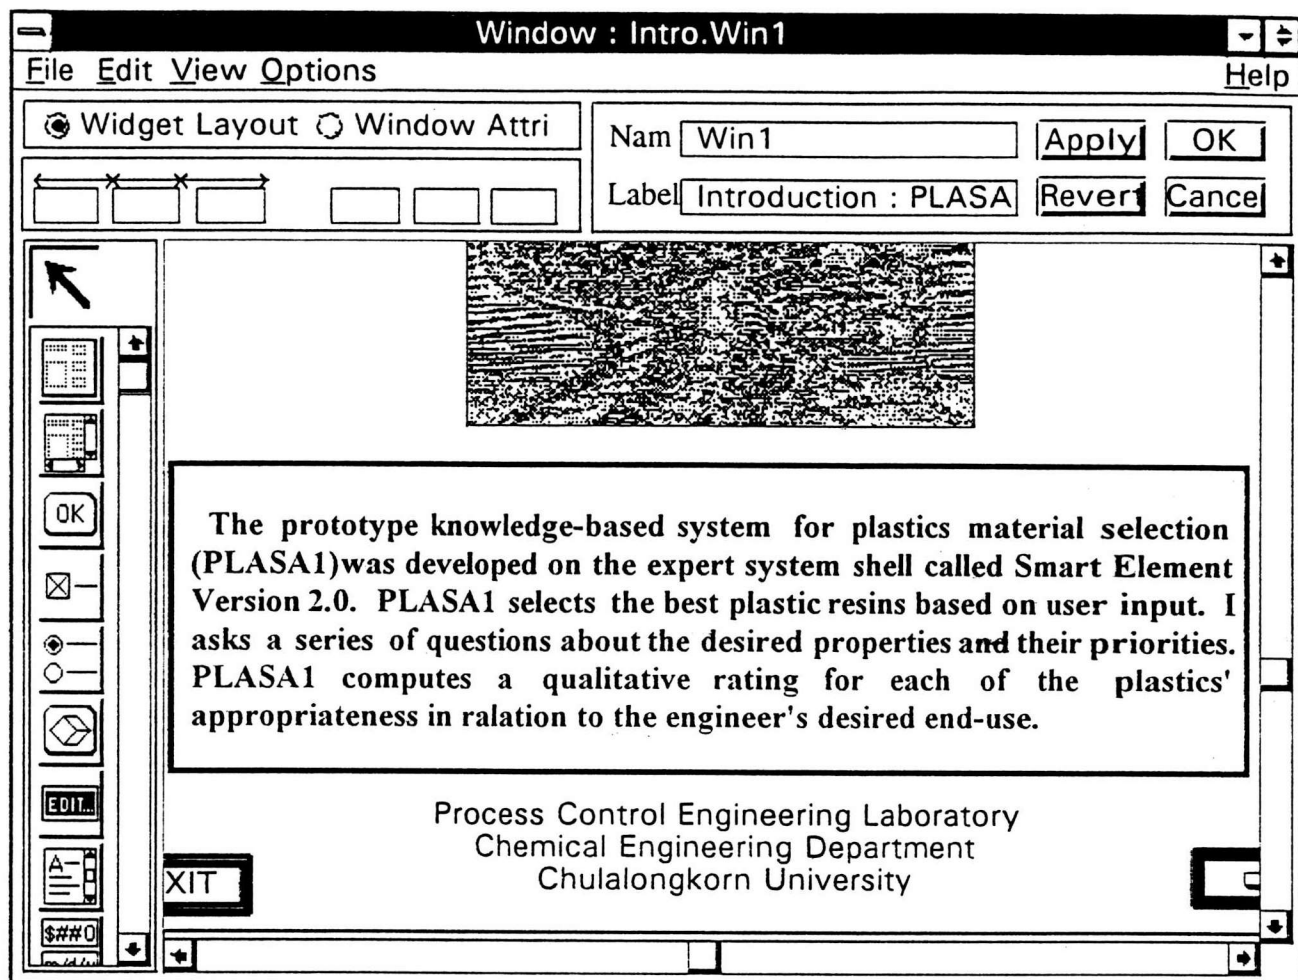 Window : Intro.Win1
File Edit View Options Help
Widget Layout Window Attri
Nam Win1 Apply OK
Label Introduction : PLASA Revert Cancel
OK
The prototype knowledge-based system for plastics material selection
(PLASA1)was developed on the expert system shell called Smart Element
Version 2.0. PLASA1 selects the best plastic resins based on user input. I
asks a series of questions about the desired properties and their priorities.
PLASA1 computes a qualitative rating for each of the plastics'
appropriateness in ralation to the engineer's desired end-use.
EDIT...
Process Control Engineering Laboratory
Chemical Engineering Department
Chulalongkorn University
A
XIT
$##0
m/d/y